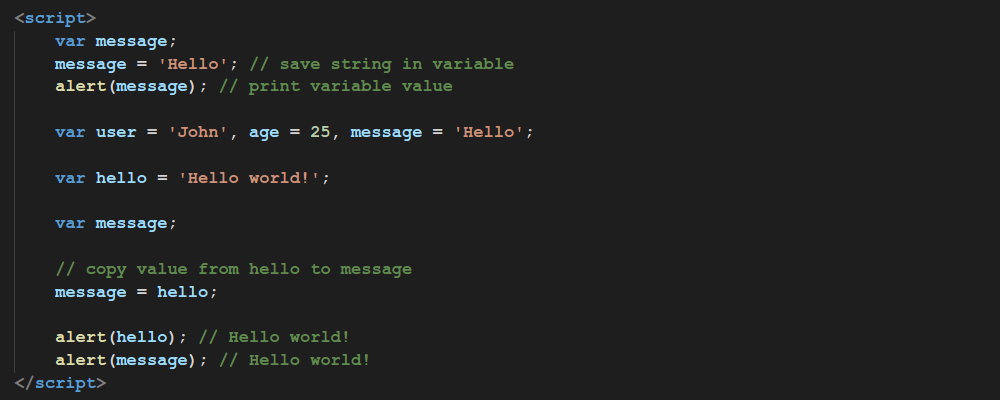 <script>
var message;
message = 'Hello'; // save string in variable
alert(message); // print variable value
var user = 'John', age = 25, message = 'Hello';
var hello = 'Hello world!';
var message;
// copy value from hello to message
message = hello;
alert(hello); // Hello world!
alert(message); // Hello world!
</script>